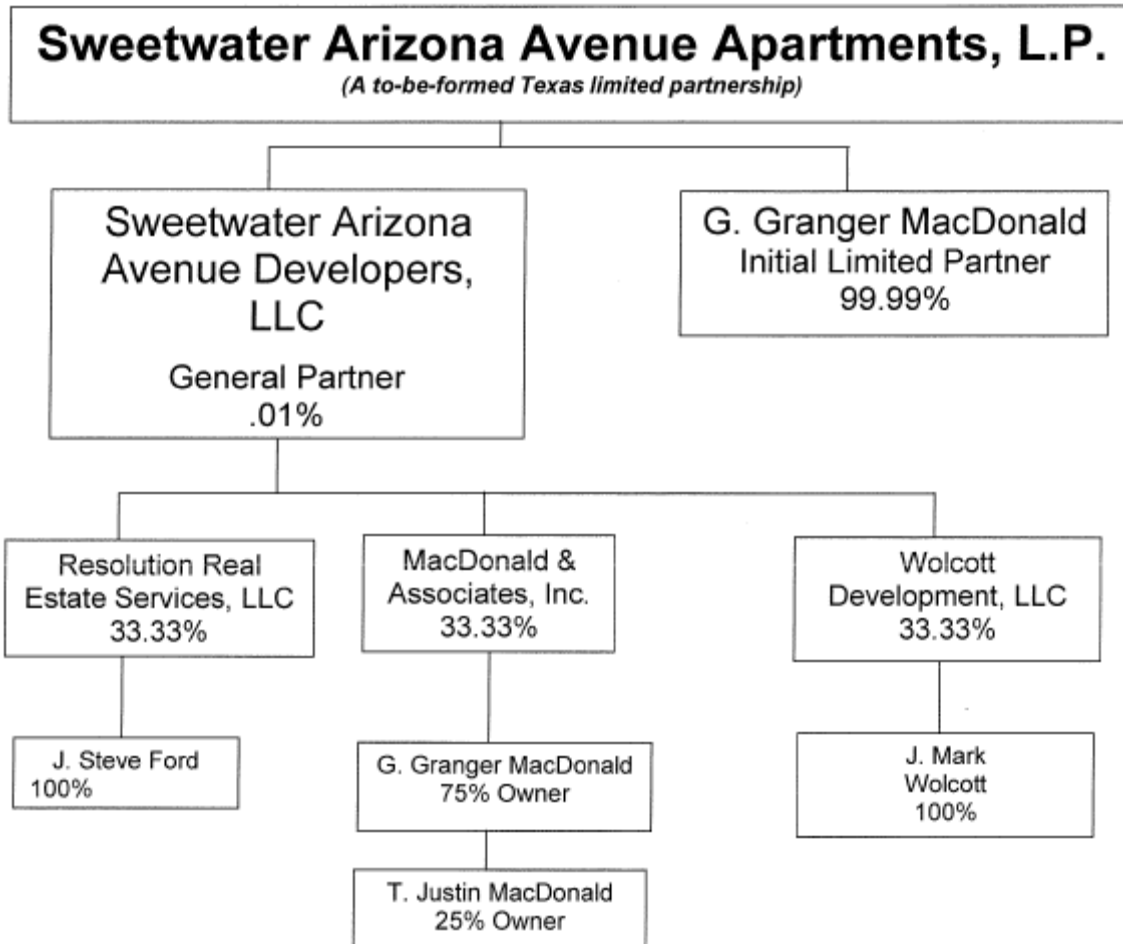 Sweetwater Arizona Avenue Apartments, L.P.
(A to-be-formed Texas limited partnership)
Sweetwater Arizona
Avenue Developers,
LLC
General Partner
.01%
G. Granger MacDonald
Initial Limited Partner
99.99%
Resolution Real
Estate Services, LLC
33.33%
MacDonald &
Associates, Inc.
33.33%
Wolcott
Development, LLC
33.33%
J. Steve Ford
100%
G. Granger MacDonald
75% Owner
J. Mark
Wolcott
100%
T. Justin MacDonald
25% Owner